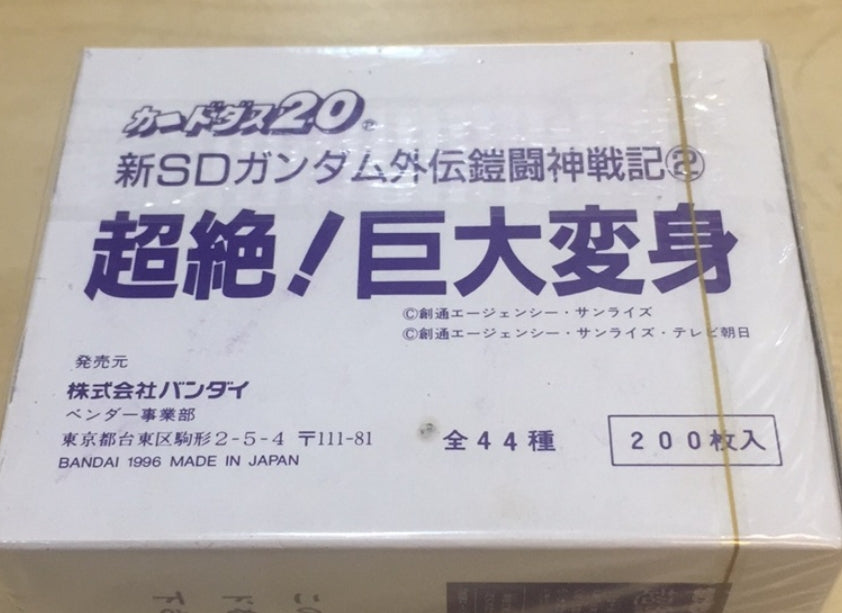 カードダス20
新SDガンダム外伝鎧闘神戦記②
超絶!巨大変身
©創通エージェンシー・サンライズ
©創通エージェンシー・サンライズ・テレビ朝日
発売元
株式会社バンダイ
ベンダー事業部
東京都台東区駒形2-5-4 〒111-81
BANDAI 1996 MADE IN JAPAN
全44種
200枚入